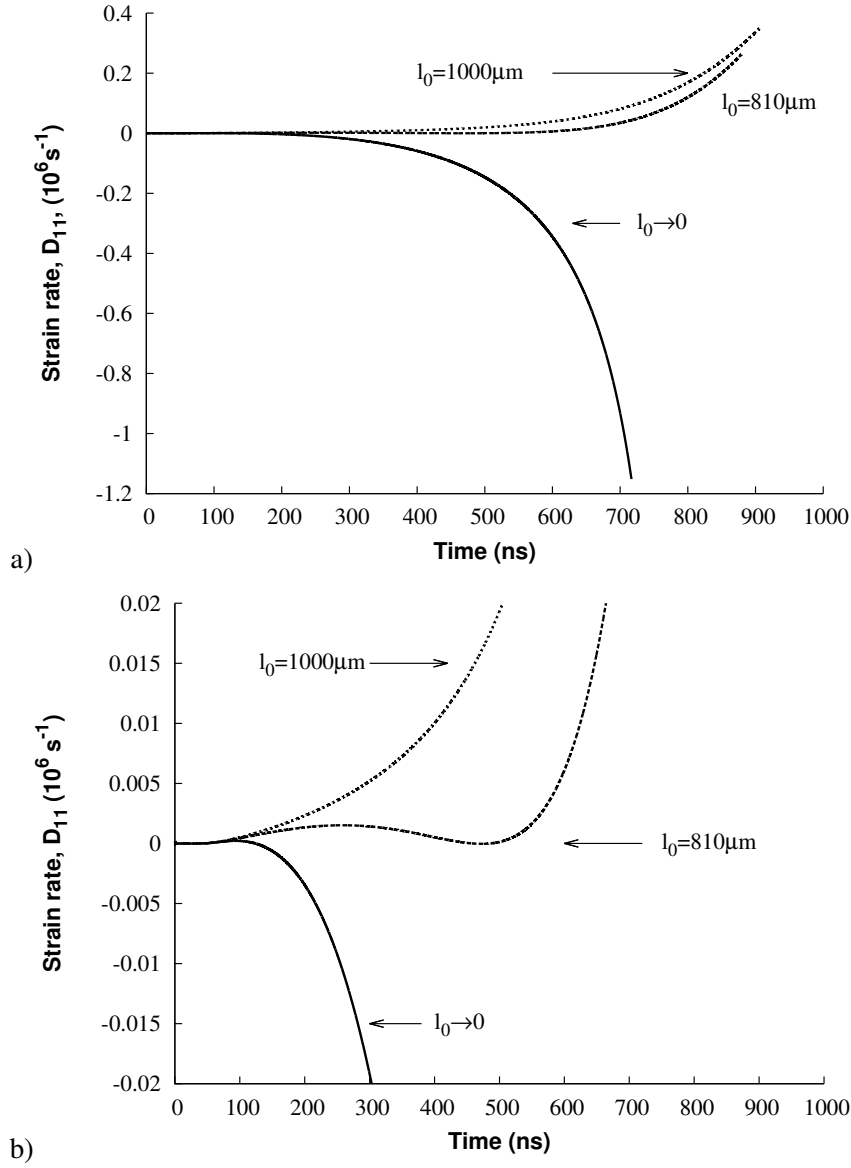 0.4
0.2
0
-0.2
-0.4
-0.6
-0.8
-1
-1.2
Strain rate, D₁₁, (10⁶ s⁻¹)
l₀=1000μm
l₀=810μm
l₀→0
0 100 200 300 400 500 600 700 800 900 1000
Time (ns)
a)
0.02
0.015
0.01
0.005
0
-0.005
-0.01
-0.015
-0.02
Strain rate, D₁₁ (10⁶ s⁻¹)
l₀=1000μm
l₀=810μm
l₀→0
0 100 200 300 400 500 600 700 800 900 1000
Time (ns)
b)